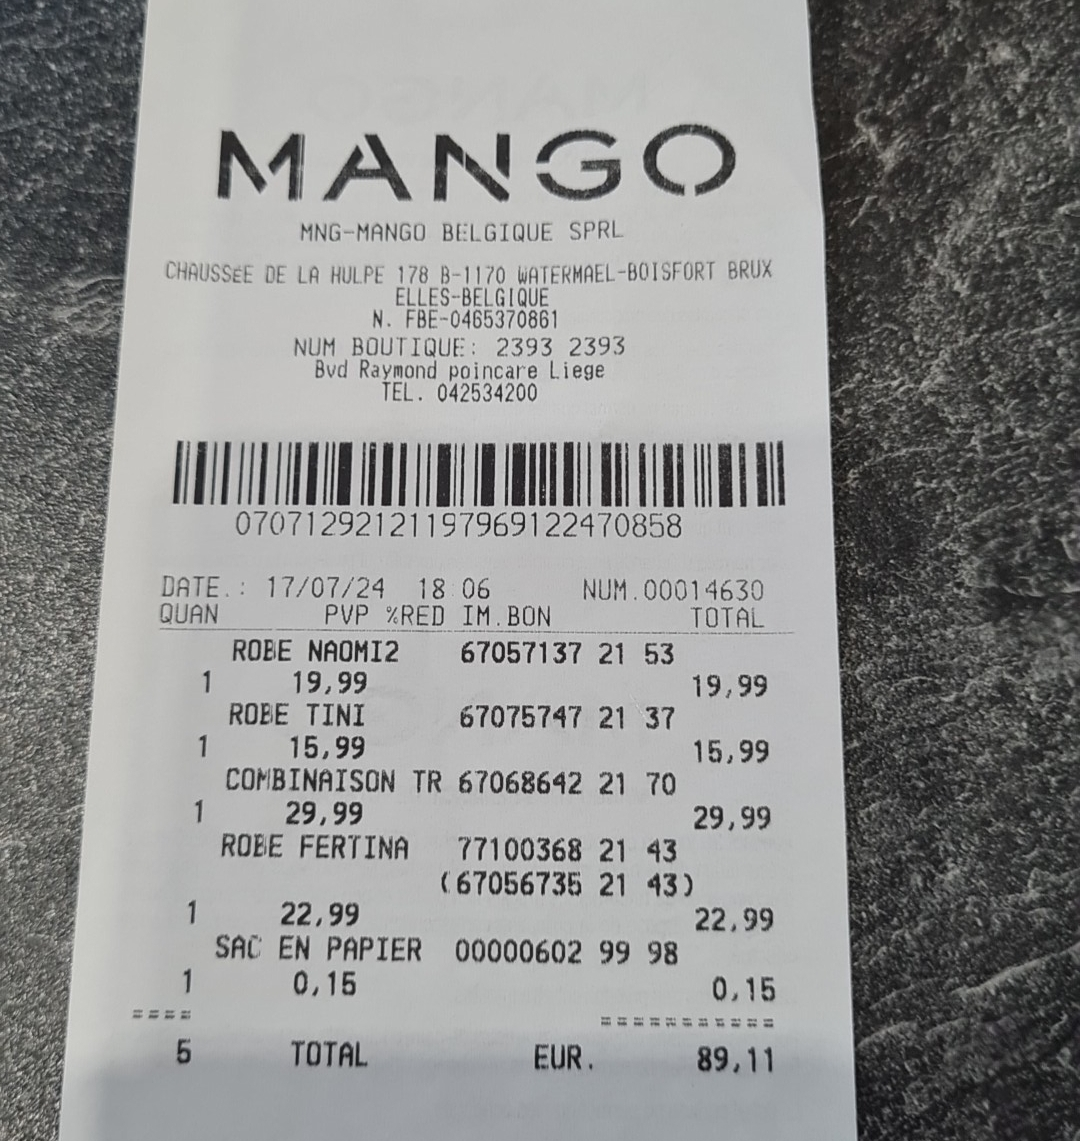 MANGO
MNG-MANGO BELGIQUE SPRL
CHAUSSéE DE LA HULPE 178 B-1170 WATERMAEL-BOISFORT BRUX
ELLES-BELGIQUE
N. FBE-0465370861
NUM BOUTIQUE: 2393 2393
Bvd Raymond poincare Liege
TEL. 042534200
0707129212119796912247​0858
DATE.: 17/07/24 18:06 NUM.00014630
QUAN PVP %RED IM.BON TOTAL
ROBE NAOMI2 67057137 21 53
1 19,99 19,99
ROBE TINI 67075747 21 37
1 15,99 15,99
COMBINAISON TR 67068642 21 70
1 29,99 29,99
ROBE FERTINA 77100368 21 43
(67056735 21 43)
1 22,99 22,99
SAC EN PAPIER 00000602 99 98
1 0,15 0,15
==== ===========
5 TOTAL EUR. 89,11